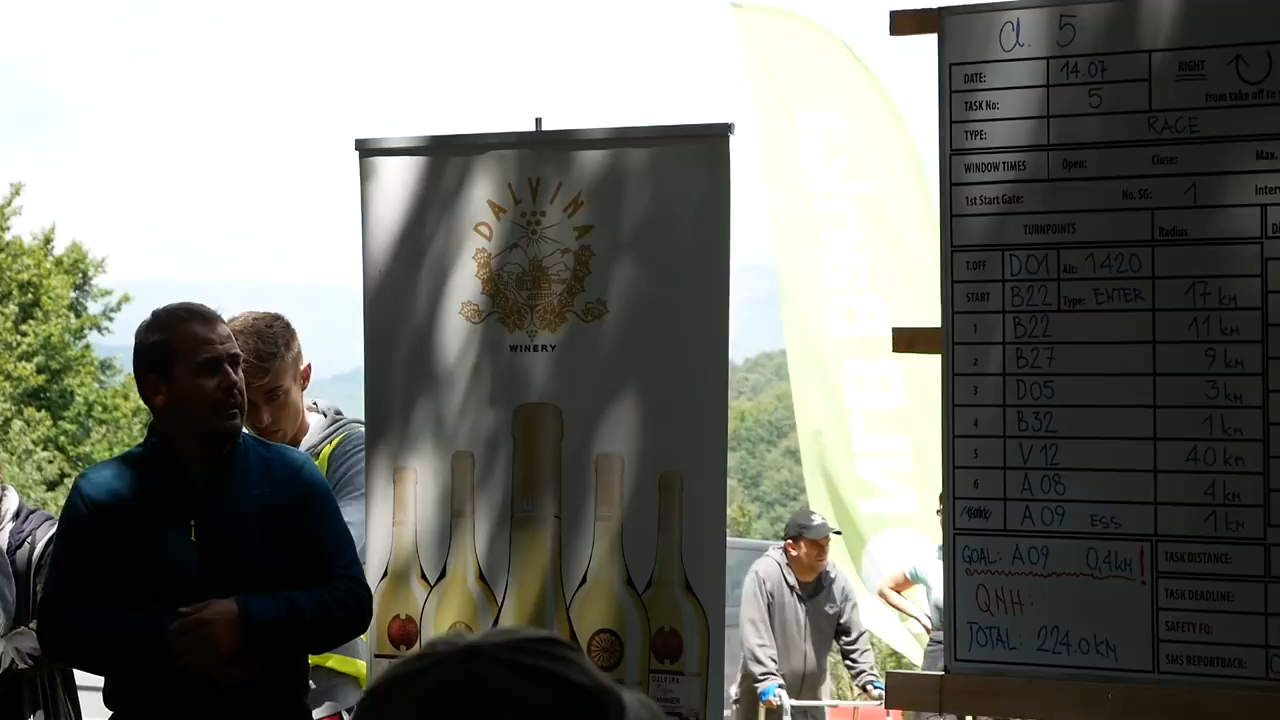 DALVINA
WINERY
DALVINA
Cl. 5
DATE: 14.07 RIGHT
TASK No: 5 from take off to
TYPE: RACE
WINDOW TIMES Open: Close: Max.
1st Start Gate: No. SG: 1
TURNPOINTS Radius
T.OFF D01 Alt: 1420
START B22 Type: ENTER 17 km
1 B22 11 km
2 B27 9 km
3 D05 3 km
4 B32 1 km
5 V12 40 km
6 A08 4 km
A09 ESS 1 km
GOAL: A09 0,4 km ! TASK DISTANCE:
QNH: TASK DEADLINE:
TOTAL: 224.0 KM SAFETY FQ:
SMS REPORTBACK: